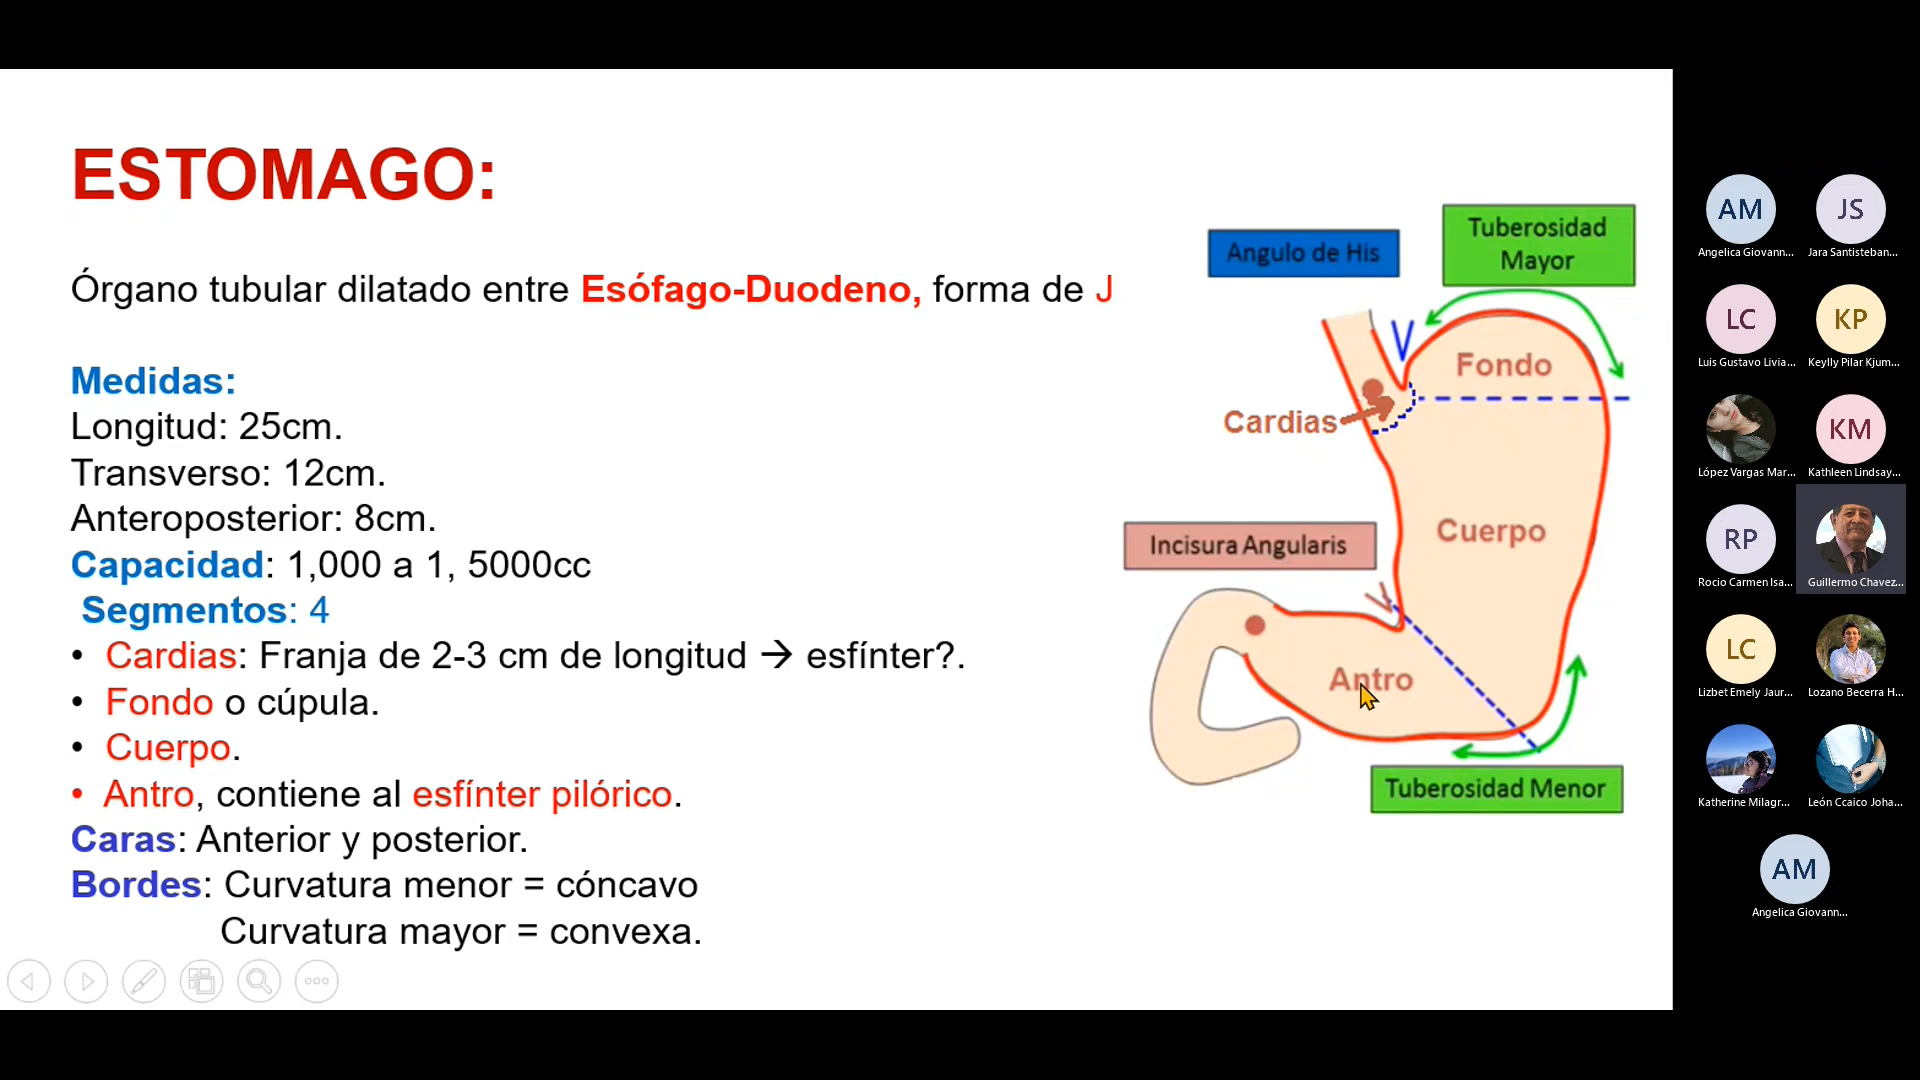 ESTOMAGO:
Órgano tubular dilatado entre Esófago-Duodeno, forma de J
Medidas:
Longitud: 25cm.
Transverso: 12cm.
Anteroposterior: 8cm.
Capacidad: 1,000 a 1, 5000cc
Segmentos: 4
• Cardias: Franja de 2-3 cm de longitud → esfínter?.
• Fondo o cúpula.
• Cuerpo.
• Antro, contiene al esfínter pilórico.
Caras: Anterior y posterior.
Bordes: Curvatura menor = cóncavo
Curvatura mayor = convexa.
Angulo de His
Tuberosidad
Mayor
Fondo
Cardias
Cuerpo
Incisura Angularis
Antro
Tuberosidad Menor
AM
Angelica Giovann...
JS
Jara Santisteban...
LC
Luis Gustavo Livia...
KP
Keylly Pilar Kjum...
López Vargas Mar...
KM
Kathleen Lindsay...
RP
Rocio Carmen Isa...
Guillermo Chavez...
LC
Lizbet Emely Jaur...
Lozano Becerra H...
Katherine Milagr...
León Ccaico Joha...
AM
Angelica Giovann...